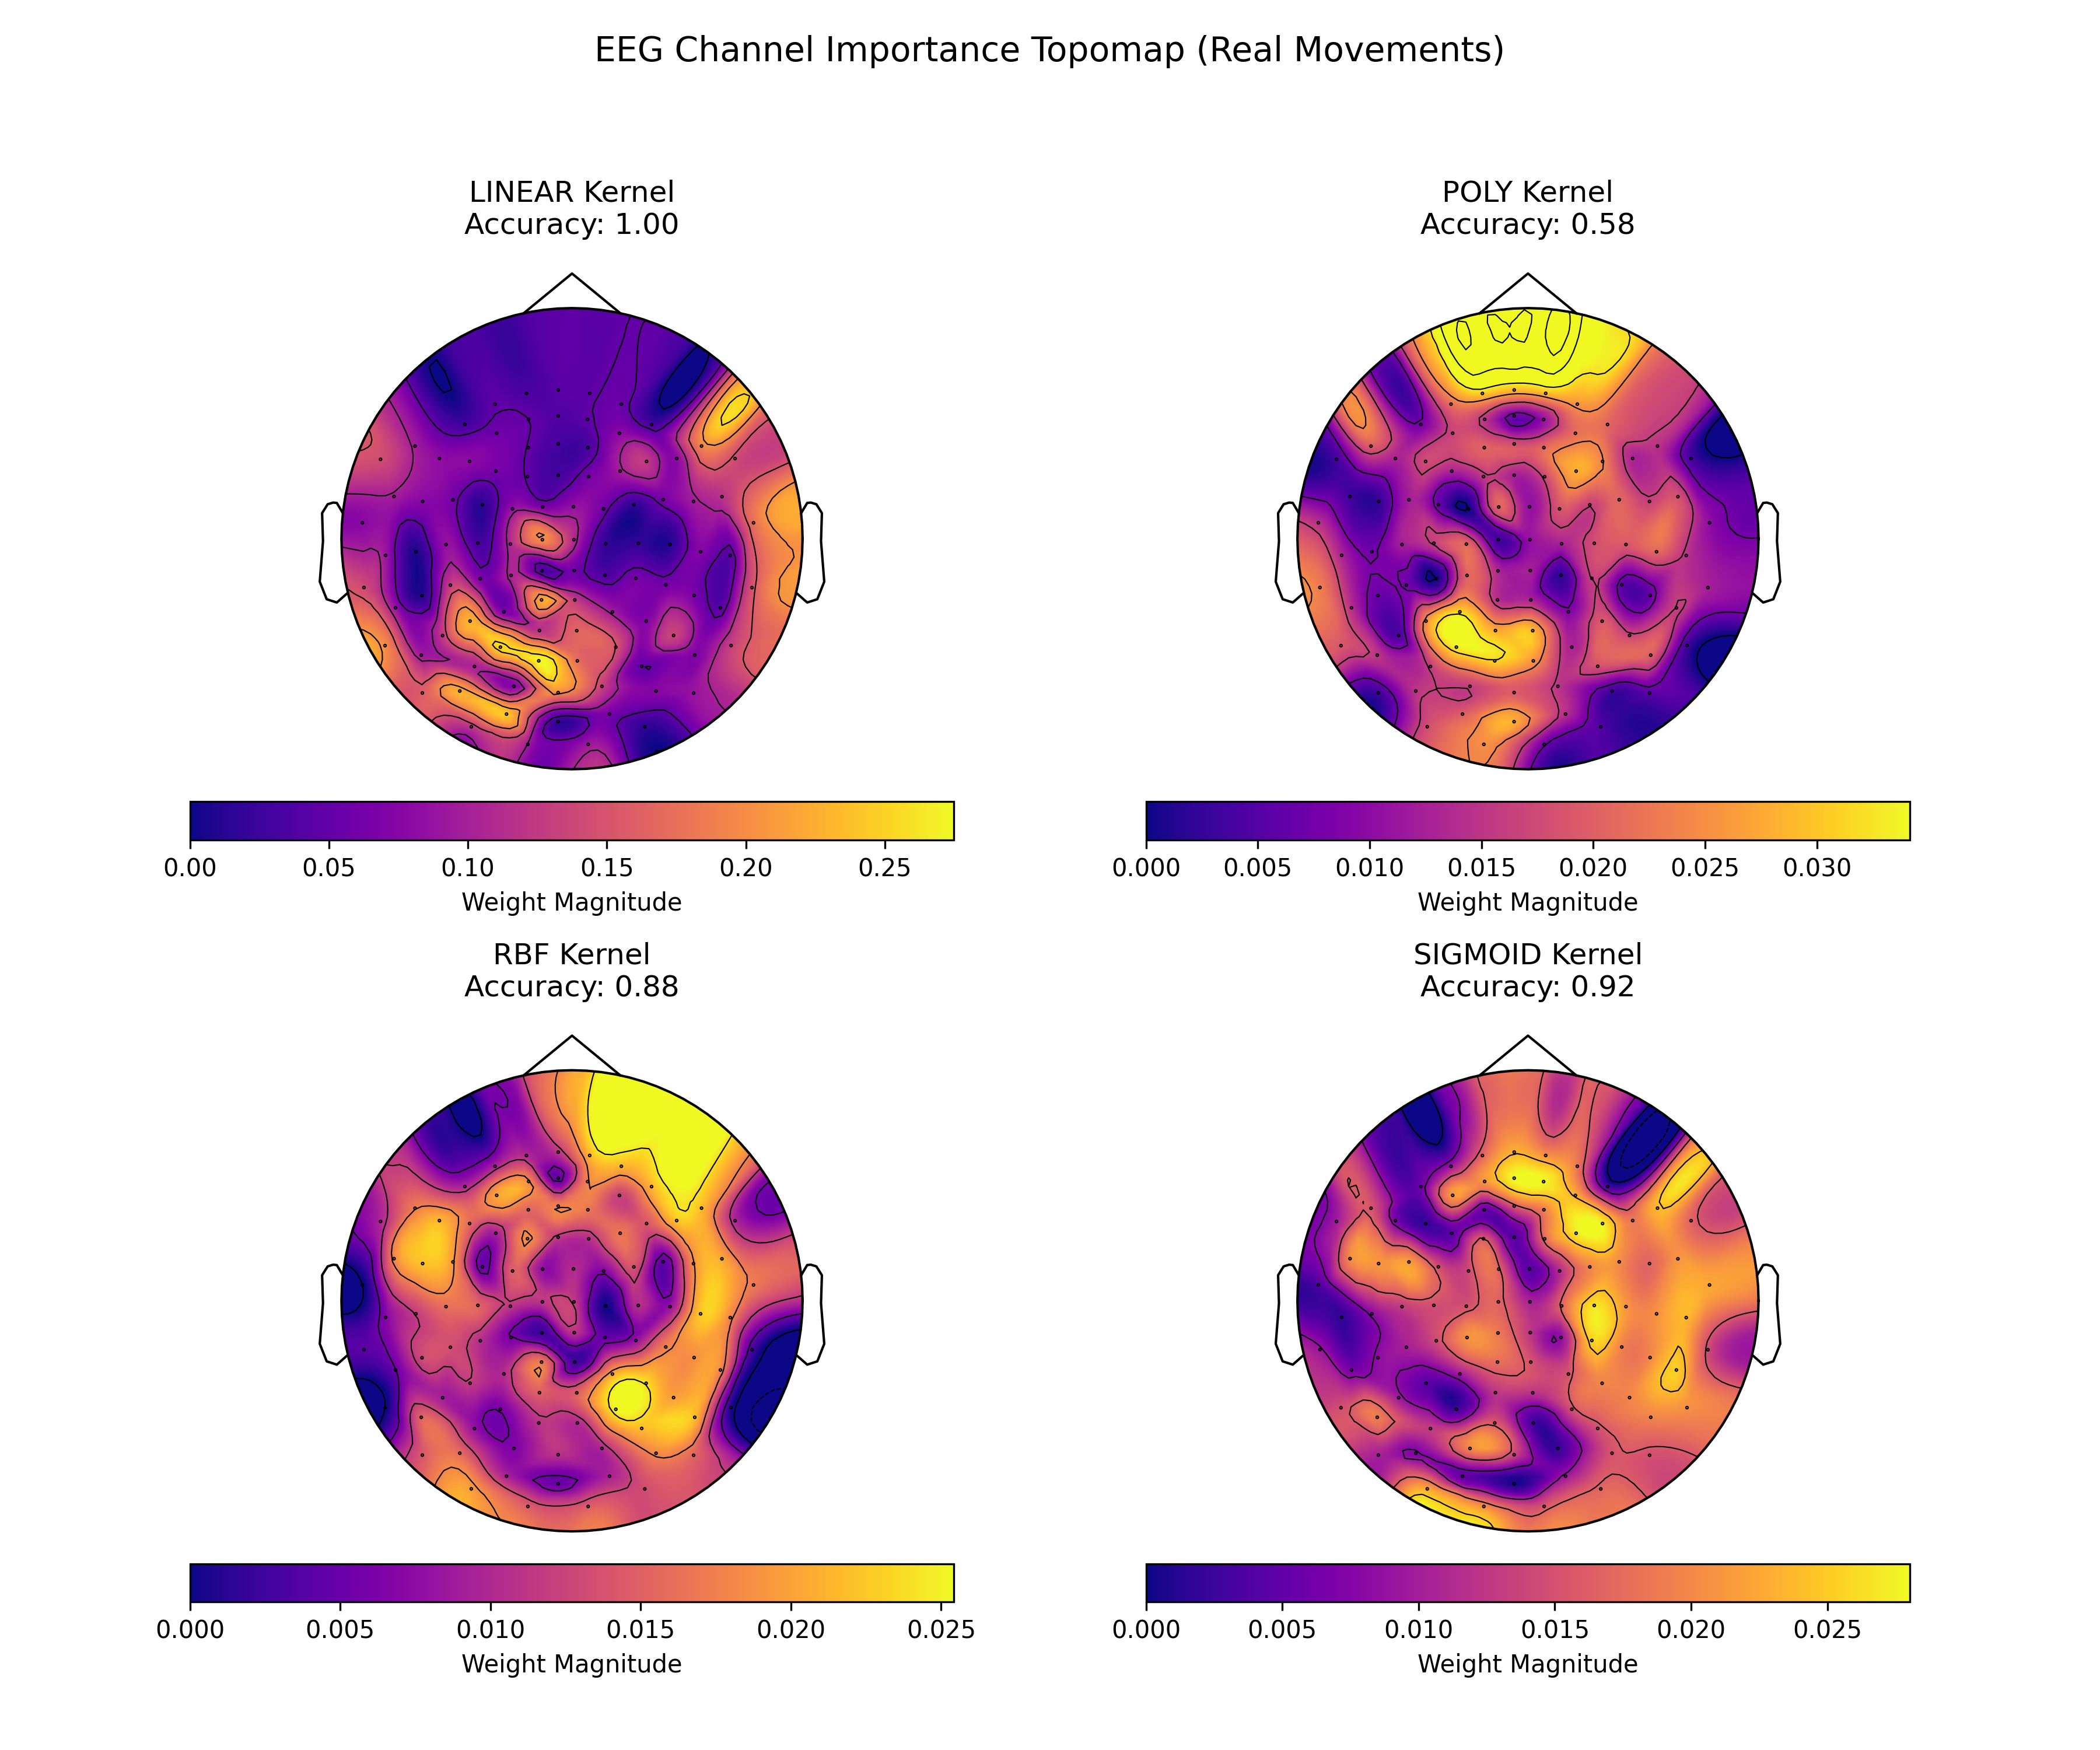 EEG Channel Importance Topomap (Real Movements)
LINEAR Kernel
Accuracy: 1.00
POLY Kernel
Accuracy: 0.58
0.00 0.05 0.10 0.15 0.20 0.25
Weight Magnitude
0.000 0.005 0.010 0.015 0.020 0.025 0.030
Weight Magnitude
RBF Kernel
Accuracy: 0.88
SIGMOID Kernel
Accuracy: 0.92
0.000 0.005 0.010 0.015 0.020 0.025
Weight Magnitude
0.000 0.005 0.010 0.015 0.020 0.025
Weight Magnitude